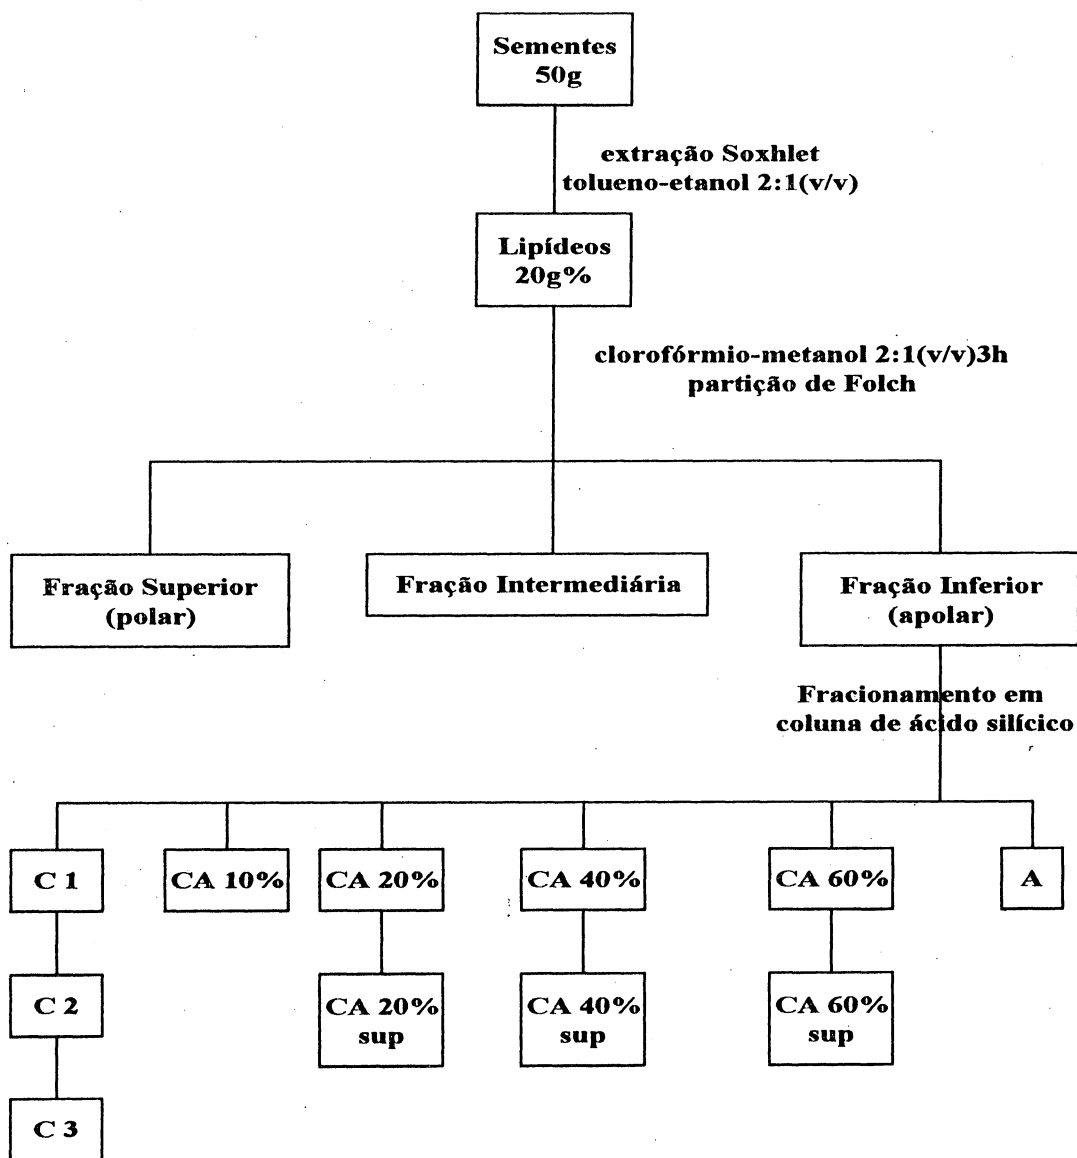 Sementes
50g
extração Soxhlet
tolueno-etanol 2:1(v/v)
Lipídeos
20g%
clorofórmio-metanol 2:1(v/v)3h
partição de Folch
Fração Superior
(polar)
Fração Intermediária
Fração Inferior
(apolar)
Fracionamento em
coluna de ácido silícico
C 1
CA 10%
CA 20%
CA 40%
CA 60%
A
C 2
CA 20%
sup
CA 40%
sup
CA 60%
sup
C 3